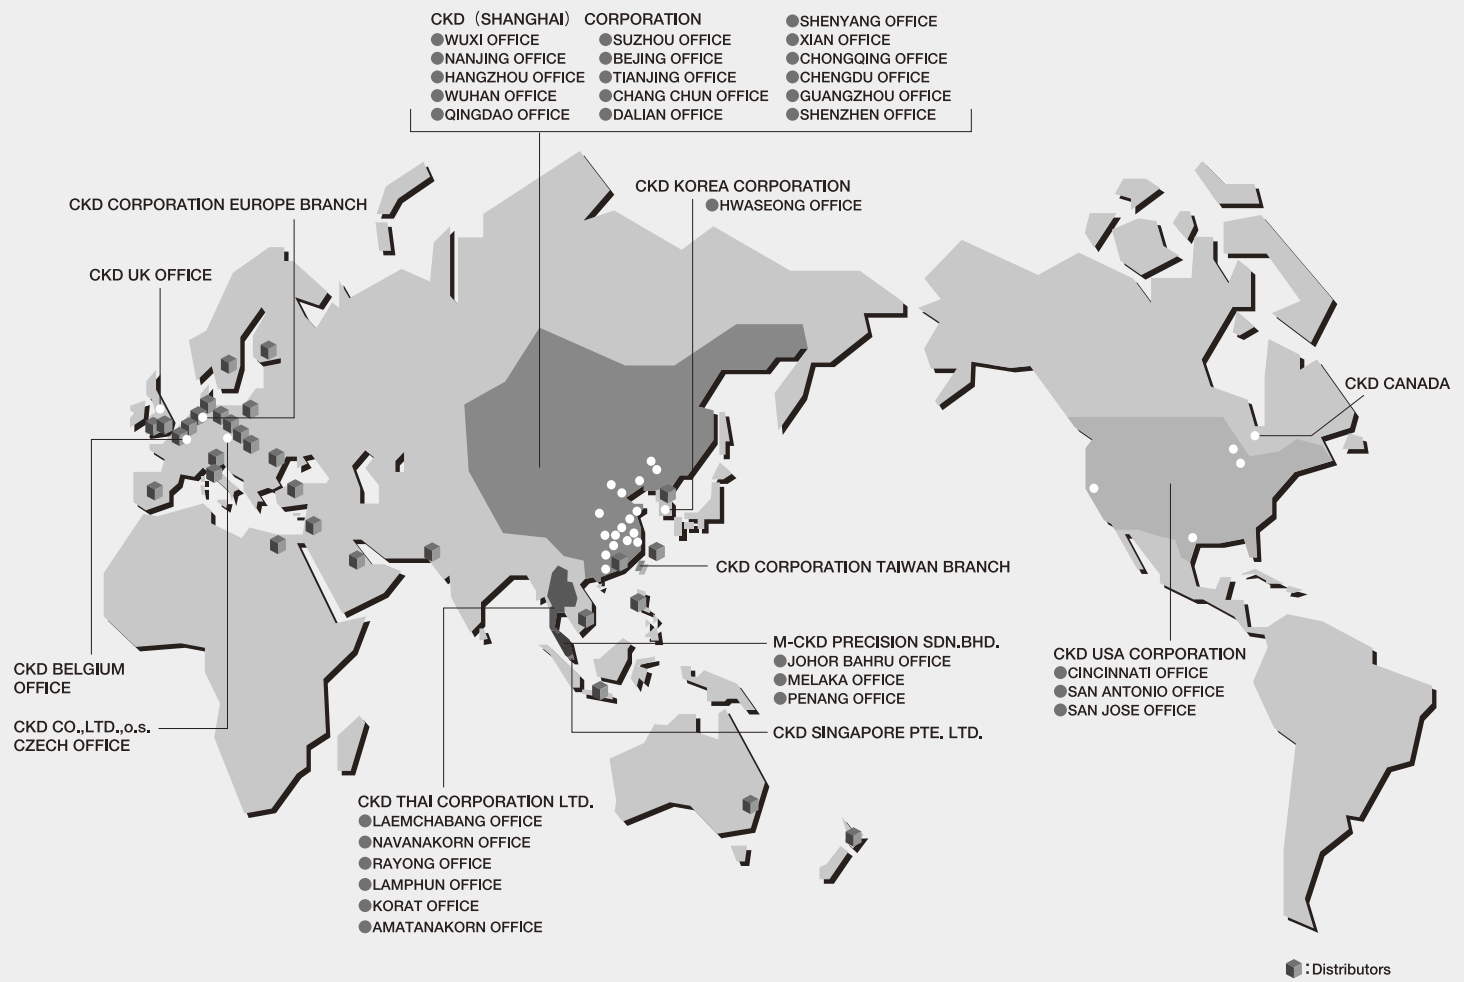 CKD （SHANGHAI） CORPORATION
●WUXI OFFICE
●NANJING OFFICE
●HANGZHOU OFFICE
●WUHAN OFFICE
●QINGDAO OFFICE
●SUZHOU OFFICE
●BEJING OFFICE
●TIANJING OFFICE
●CHANG CHUN OFFICE
●DALIAN OFFICE
●SHENYANG OFFICE
●XIAN OFFICE
●CHONGQING OFFICE
●CHENGDU OFFICE
●GUANGZHOU OFFICE
●SHENZHEN OFFICE
CKD KOREA CORPORATION
●HWASEONG OFFICE
CKD CORPORATION EUROPE BRANCH
CKD UK OFFICE
CKD CANADA
CKD CORPORATION TAIWAN BRANCH
M-CKD PRECISION SDN.BHD.
●JOHOR BAHRU OFFICE
●MELAKA OFFICE
●PENANG OFFICE
CKD SINGAPORE PTE. LTD.
CKD USA CORPORATION
●CINCINNATI OFFICE
●SAN ANTONIO OFFICE
●SAN JOSE OFFICE
CKD BELGIUM
OFFICE
CKD CO.,LTD.,o.s.
CZECH OFFICE
CKD THAI CORPORATION LTD.
●LAEMCHABANG OFFICE
●NAVANAKORN OFFICE
●RAYONG OFFICE
●LAMPHUN OFFICE
●KORAT OFFICE
●AMATANAKORN OFFICE
: Distributors